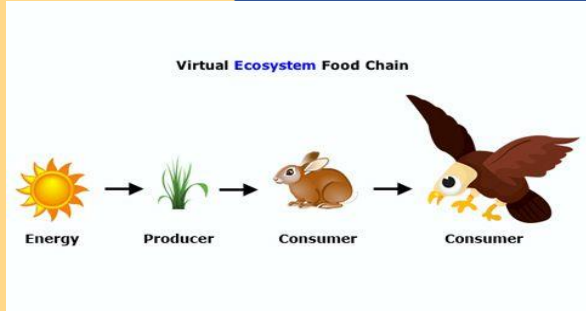 Virtual Ecosystem Food Chain
Energy
Producer
Consumer
Consumer